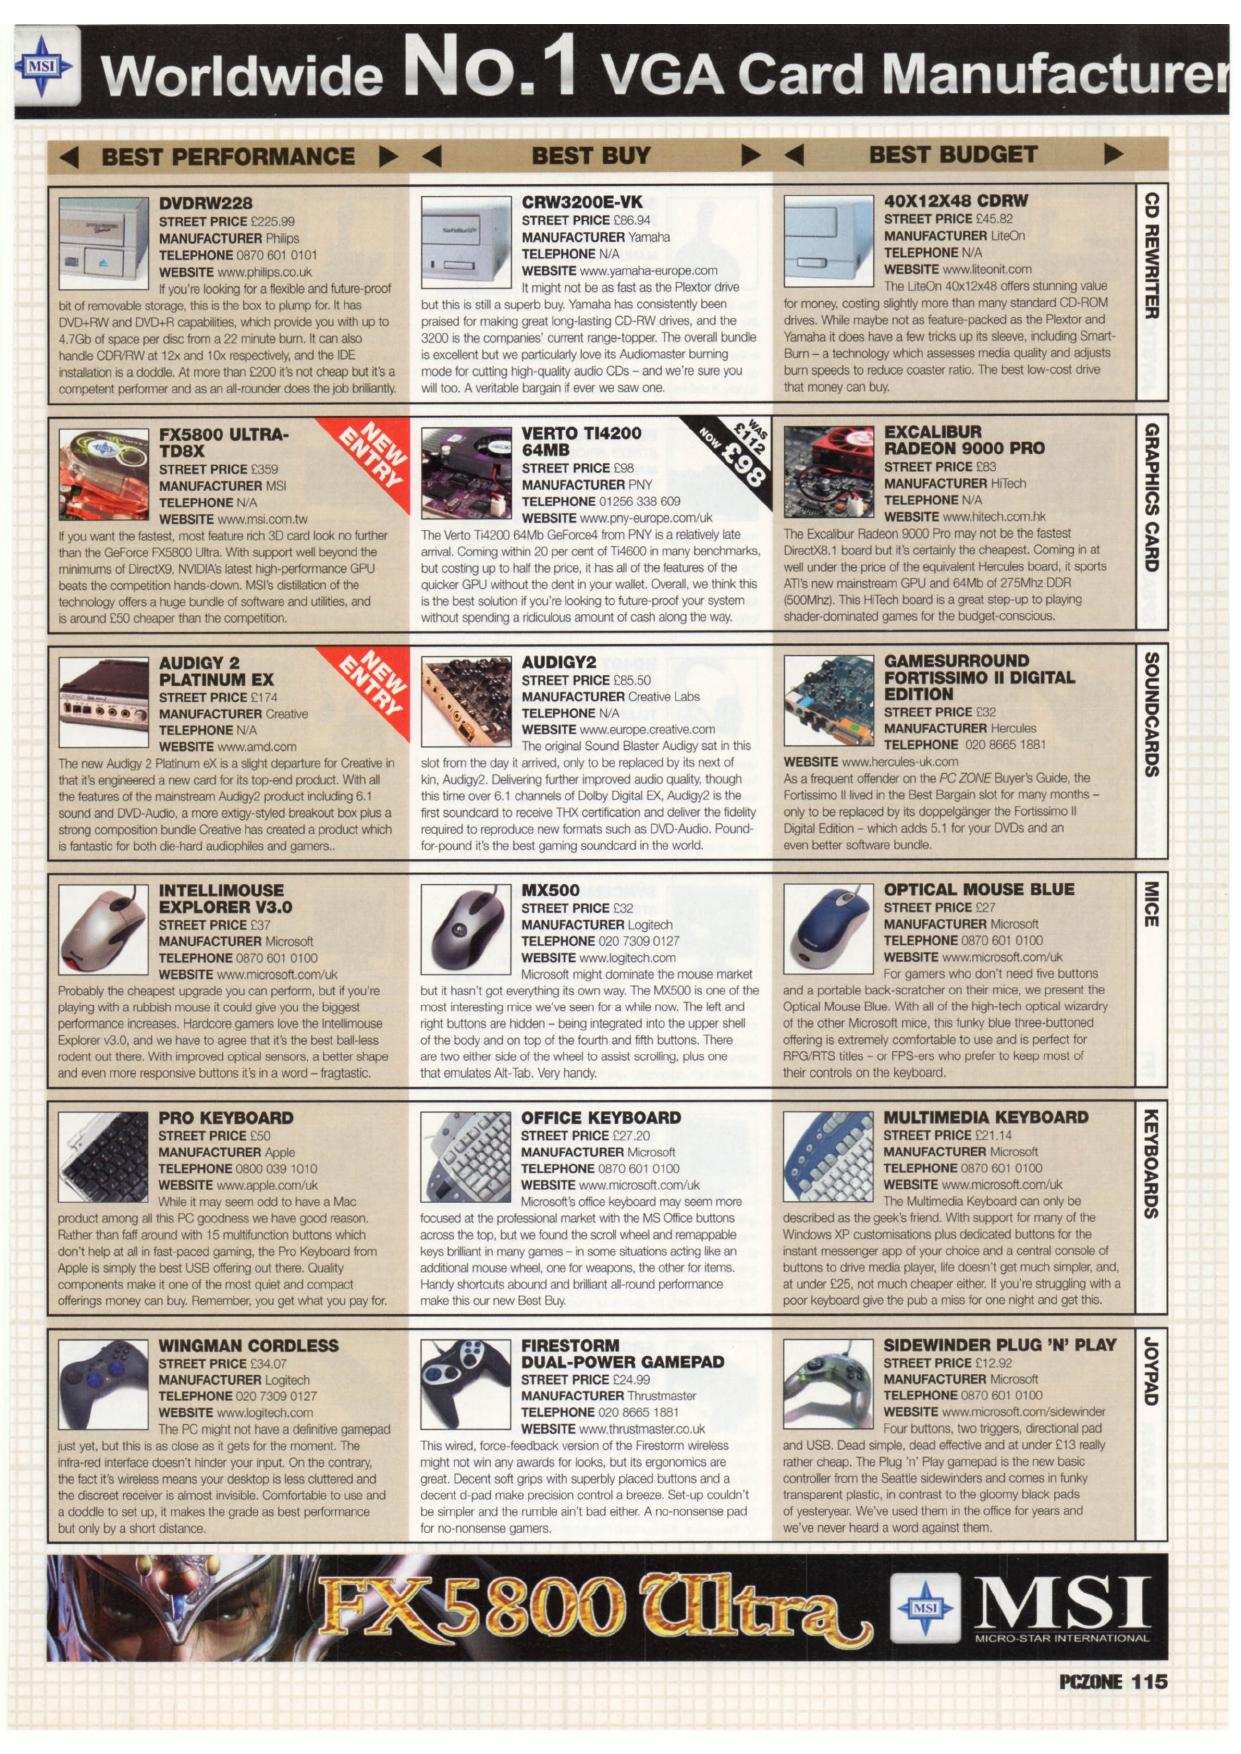 MSI
Worldwide No.1 VGA Card Manufacturer
BEST PERFORMANCE
BEST BUY
BEST BUDGET
CD REWRITER
DVDRW228
STREET PRICE £225.99
MANUFACTURER Philips
TELEPHONE 0870 601 0101
WEBSITE www.philips.co.uk
If you're looking for a flexible and future-proof
bit of removable storage, this is the box to plump for. It has
DVD+RW and DVD+R capabilities, which provide you with up to
4.7Gb of space per disc from a 22 minute burn. It can also
handle CDR/RW at 12x and 10x respectively, and the IDE
installation is a doddle. At more than £200 it's not cheap but it's a
competent performer and as an all-rounder does the job brilliantly.
CRW3200E-VK
STREET PRICE £86.94
MANUFACTURER Yamaha
TELEPHONE N/A
WEBSITE www.yamaha-europe.com
It might not be as fast as the Plextor drive
but this is still a superb buy. Yamaha has consistently been
praised for making great long-lasting CD-RW drives, and the
3200 is the companies' current range-topper. The overall bundle
is excellent but we particularly love its Audiomaster burning
mode for cutting high-quality audio CDs – and we're sure you
will too. A veritable bargain if ever we saw one.
40X12X48 CDRW
STREET PRICE £45.82
MANUFACTURER LiteOn
TELEPHONE N/A
WEBSITE www.liteonit.com
The LiteOn 40x12x48 offers stunning value
for money, costing slightly more than many standard CD-ROM
drives. While maybe not as feature-packed as the Plextor and
Yamaha it does have a few tricks up its sleeve, including Smart-
Burn – a technology which assesses media quality and adjusts
burn speeds to reduce coaster ratio. The best low-cost drive
that money can buy.
GRAPHICS CARD
FX5800 ULTRA-
TD8X
STREET PRICE £359
MANUFACTURER MSI
TELEPHONE N/A
WEBSITE www.msi.com.tw
NEW
ENTRY
If you want the fastest, most feature rich 3D card look no further
than the GeForce FX5800 Ultra. With support well beyond the
minimums of DirectX9, NVIDIA's latest high-performance GPU
beats the competition hands-down. MSI's distillation of the
technology offers a huge bundle of software and utilities, and
is around £50 cheaper than the competition.
VERTO TI4200
64MB
STREET PRICE £98
MANUFACTURER PNY
TELEPHONE 01256 338 609
WEBSITE www.pny-europe.com/uk
WAS
£112
NOW £98
The Verto Ti4200 64Mb GeForce4 from PNY is a relatively late
arrival. Coming within 20 per cent of Ti4600 in many benchmarks,
but costing up to half the price, it has all of the features of the
quicker GPU without the dent in your wallet. Overall, we think this
is the best solution if you're looking to future-proof your system
without spending a ridiculous amount of cash along the way.
EXCALIBUR
RADEON 9000 PRO
STREET PRICE £83
MANUFACTURER HiTech
TELEPHONE N/A
WEBSITE www.hitech.com.hk
The Excalibur Radeon 9000 Pro may not be the fastest
DirectX8.1 board but it's certainly the cheapest. Coming in at
well under the price of the equivalent Hercules board, it sports
ATI's new mainstream GPU and 64Mb of 275Mhz DDR
(500Mhz). This HiTech board is a great step-up to playing
shader-dominated games for the budget-conscious.
SOUNDCARDS
AUDIGY 2
PLATINUM EX
STREET PRICE £174
MANUFACTURER Creative
TELEPHONE N/A
WEBSITE www.amd.com
NEW
ENTRY
The new Audigy 2 Platinum eX is a slight departure for Creative in
that it's engineered a new card for its top-end product. With all
the features of the mainstream Audigy2 product including 6.1
sound and DVD-Audio, a more extigy-styled breakout box plus a
strong composition bundle Creative has created a product which
is fantastic for both die-hard audiophiles and gamers..
AUDIGY2
STREET PRICE £85.50
MANUFACTURER Creative Labs
TELEPHONE N/A
WEBSITE www.europe.creative.com
The original Sound Blaster Audigy sat in this
slot from the day it arrived, only to be replaced by its next of
kin, Audigy2. Delivering further improved audio quality, though
this time over 6.1 channels of Dolby Digital EX, Audigy2 is the
first soundcard to receive THX certification and deliver the fidelity
required to reproduce new formats such as DVD-Audio. Pound-
for-pound it's the best gaming soundcard in the world.
GAMESURROUND
FORTISSIMO II DIGITAL
EDITION
STREET PRICE £32
MANUFACTURER Hercules
TELEPHONE 020 8665 1881
WEBSITE www.hercules-uk.com
As a frequent offender on the PC ZONE Buyer's Guide, the
Fortissimo II lived in the Best Bargain slot for many months –
only to be replaced by its doppelgänger the Fortissimo II
Digital Edition – which adds 5.1 for your DVDs and an
even better software bundle.
MICE
INTELLIMOUSE
EXPLORER V3.0
STREET PRICE £37
MANUFACTURER Microsoft
TELEPHONE 0870 601 0100
WEBSITE www.microsoft.com/uk
Probably the cheapest upgrade you can perform, but if you're
playing with a rubbish mouse it could give you the biggest
performance increases. Hardcore gamers love the Intellimouse
Explorer v3.0, and we have to agree that it's the best ball-less
rodent out there. With improved optical sensors, a better shape
and even more responsive buttons it's in a word – fragtastic.
MX500
STREET PRICE £32
MANUFACTURER Logitech
TELEPHONE 020 7309 0127
WEBSITE www.logitech.com
Microsoft might dominate the mouse market
but it hasn't got everything its own way. The MX500 is one of the
most interesting mice we've seen for a while now. The left and
right buttons are hidden – being integrated into the upper shell
of the body and on top of the fourth and fifth buttons. There
are two either side of the wheel to assist scrolling, plus one
that emulates Alt-Tab. Very handy.
OPTICAL MOUSE BLUE
STREET PRICE £27
MANUFACTURER Microsoft
TELEPHONE 0870 601 0100
WEBSITE www.microsoft.com/uk
For gamers who don't need five buttons
and a portable back-scratcher on their mice, we present the
Optical Mouse Blue. With all of the high-tech optical wizardry
of the other Microsoft mice, this funky blue three-buttoned
offering is extremely comfortable to use and is perfect for
RPG/RTS titles – or FPS-ers who prefer to keep most of
their controls on the keyboard.
KEYBOARDS
PRO KEYBOARD
STREET PRICE £50
MANUFACTURER Apple
TELEPHONE 0800 039 1010
WEBSITE www.apple.com/uk
While it may seem odd to have a Mac
product among all this PC goodness we have good reason.
Rather than faff around with 15 multifunction buttons which
don't help at all in fast-paced gaming, the Pro Keyboard from
Apple is simply the best USB offering out there. Quality
components make it one of the most quiet and compact
offerings money can buy. Remember, you get what you pay for.
OFFICE KEYBOARD
STREET PRICE £27.20
MANUFACTURER Microsoft
TELEPHONE 0870 601 0100
WEBSITE www.microsoft.com/uk
Microsoft's office keyboard may seem more
focused at the professional market with the MS Office buttons
across the top, but we found the scroll wheel and remappable
keys brilliant in many games – in some situations acting like an
additional mouse wheel, one for weapons, the other for items.
Handy shortcuts abound and brilliant all-round performance
make this our new Best Buy.
MULTIMEDIA KEYBOARD
STREET PRICE £21.14
MANUFACTURER Microsoft
TELEPHONE 0870 601 0100
WEBSITE www.microsoft.com/uk
The Multimedia Keyboard can only be
described as the geek's friend. With support for many of the
Windows XP customisations plus dedicated buttons for the
instant messenger app of your choice and a central console of
buttons to drive media player, life doesn't get much simpler, and,
at under £25, not much cheaper either. If you're struggling with a
poor keyboard give the pub a miss for one night and get this.
JOYPAD
WINGMAN CORDLESS
STREET PRICE £34.07
MANUFACTURER Logitech
TELEPHONE 020 7309 0127
WEBSITE www.logitech.com
The PC might not have a definitive gamepad
just yet, but this is as close as it gets for the moment. The
infra-red interface doesn't hinder your input. On the contrary,
the fact it's wireless means your desktop is less cluttered and
the discreet receiver is almost invisible. Comfortable to use and
a doddle to set up, it makes the grade as best performance
but only by a short distance.
FIRESTORM
DUAL-POWER GAMEPAD
STREET PRICE £24.99
MANUFACTURER Thrustmaster
TELEPHONE 020 8665 1881
WEBSITE www.thrustmaster.co.uk
This wired, force-feedback version of the Firestorm wireless
might not win any awards for looks, but its ergonomics are
great. Decent soft grips with superbly placed buttons and a
decent d-pad make precision control a breeze. Set-up couldn't
be simpler and the rumble ain't bad either. A no-nonsense pad
for no-nonsense gamers.
SIDEWINDER PLUG 'N' PLAY
STREET PRICE £12.92
MANUFACTURER Microsoft
TELEPHONE 0870 601 0100
WEBSITE www.microsoft.com/sidewinder
Four buttons, two triggers, directional pad
and USB. Dead simple, dead effective and at under £13 really
rather cheap. The Plug 'n' Play gamepad is the new basic
controller from the Seattle sidewinders and comes in funky
transparent plastic, in contrast to the gloomy black pads
of yesteryear. We've used them in the office for years and
we've never heard a word against them.
FX5800 Ultra
MSI
MSI
MICRO-STAR INTERNATIONAL
PCZONE 115